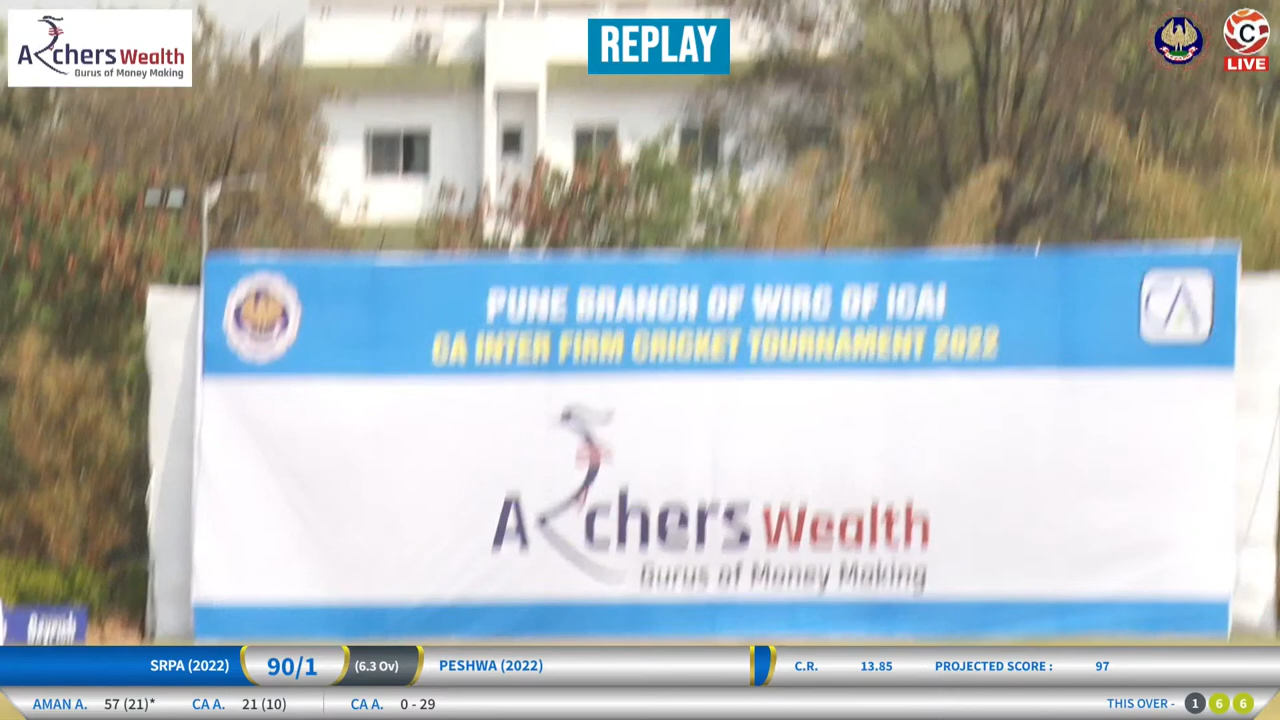 Archers Wealth
Gurus of Money Making
REPLAY
C
LIVE
PUNE BRANCH OF WIRC OF ICAI
CA INTER FIRM CRICKET TOURNAMENT 2022
CA
Archers Wealth
Gurus of Money Making
SRPA (2022) 90/1 (6.3 Ov) PESHWA (2022) C.R. 13.85 PROJECTED SCORE : 97
AMAN A. 57 (21)* CA A. 21 (10) CA A. 0 - 29 THIS OVER - 1 6 6